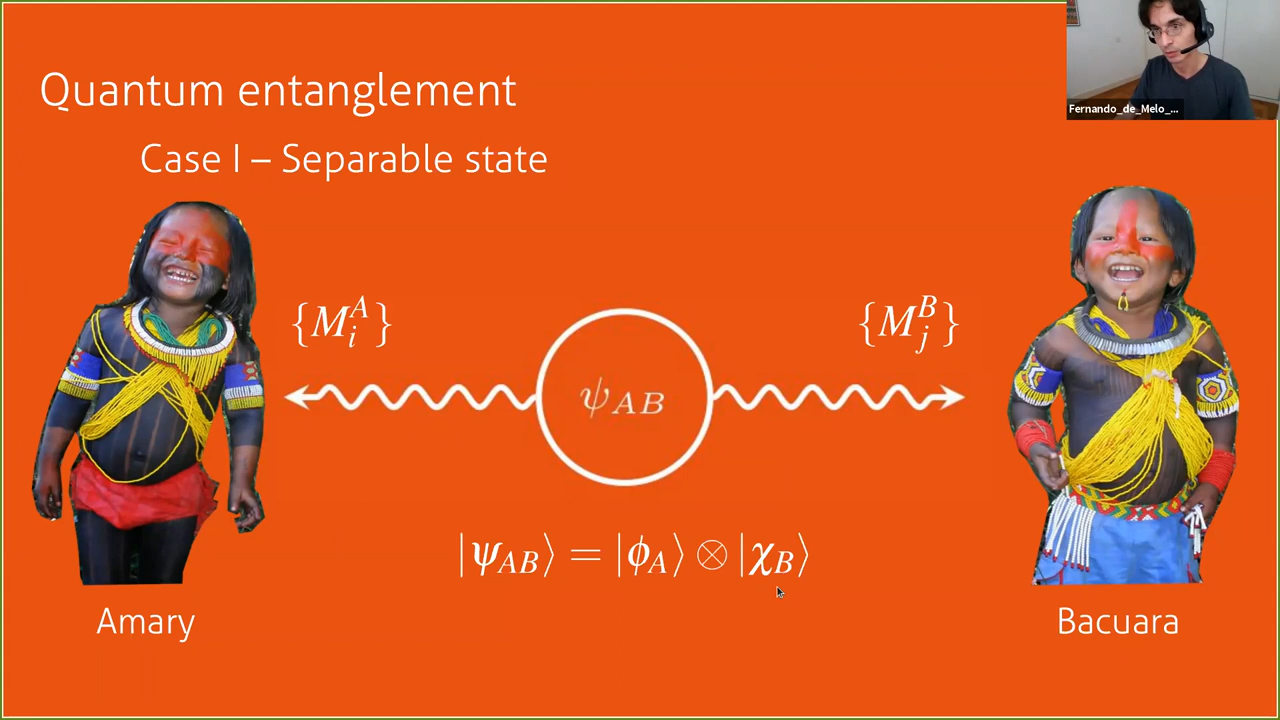 Quantum entanglement
Fernando_de_Melo_...
Case I – Separable state
{M_i^A}
{M_j^B}
ψ_AB
|ψ_AB⟩ = |ϕ_A⟩ ⊗ |χ_B⟩
Amary
Bacuara